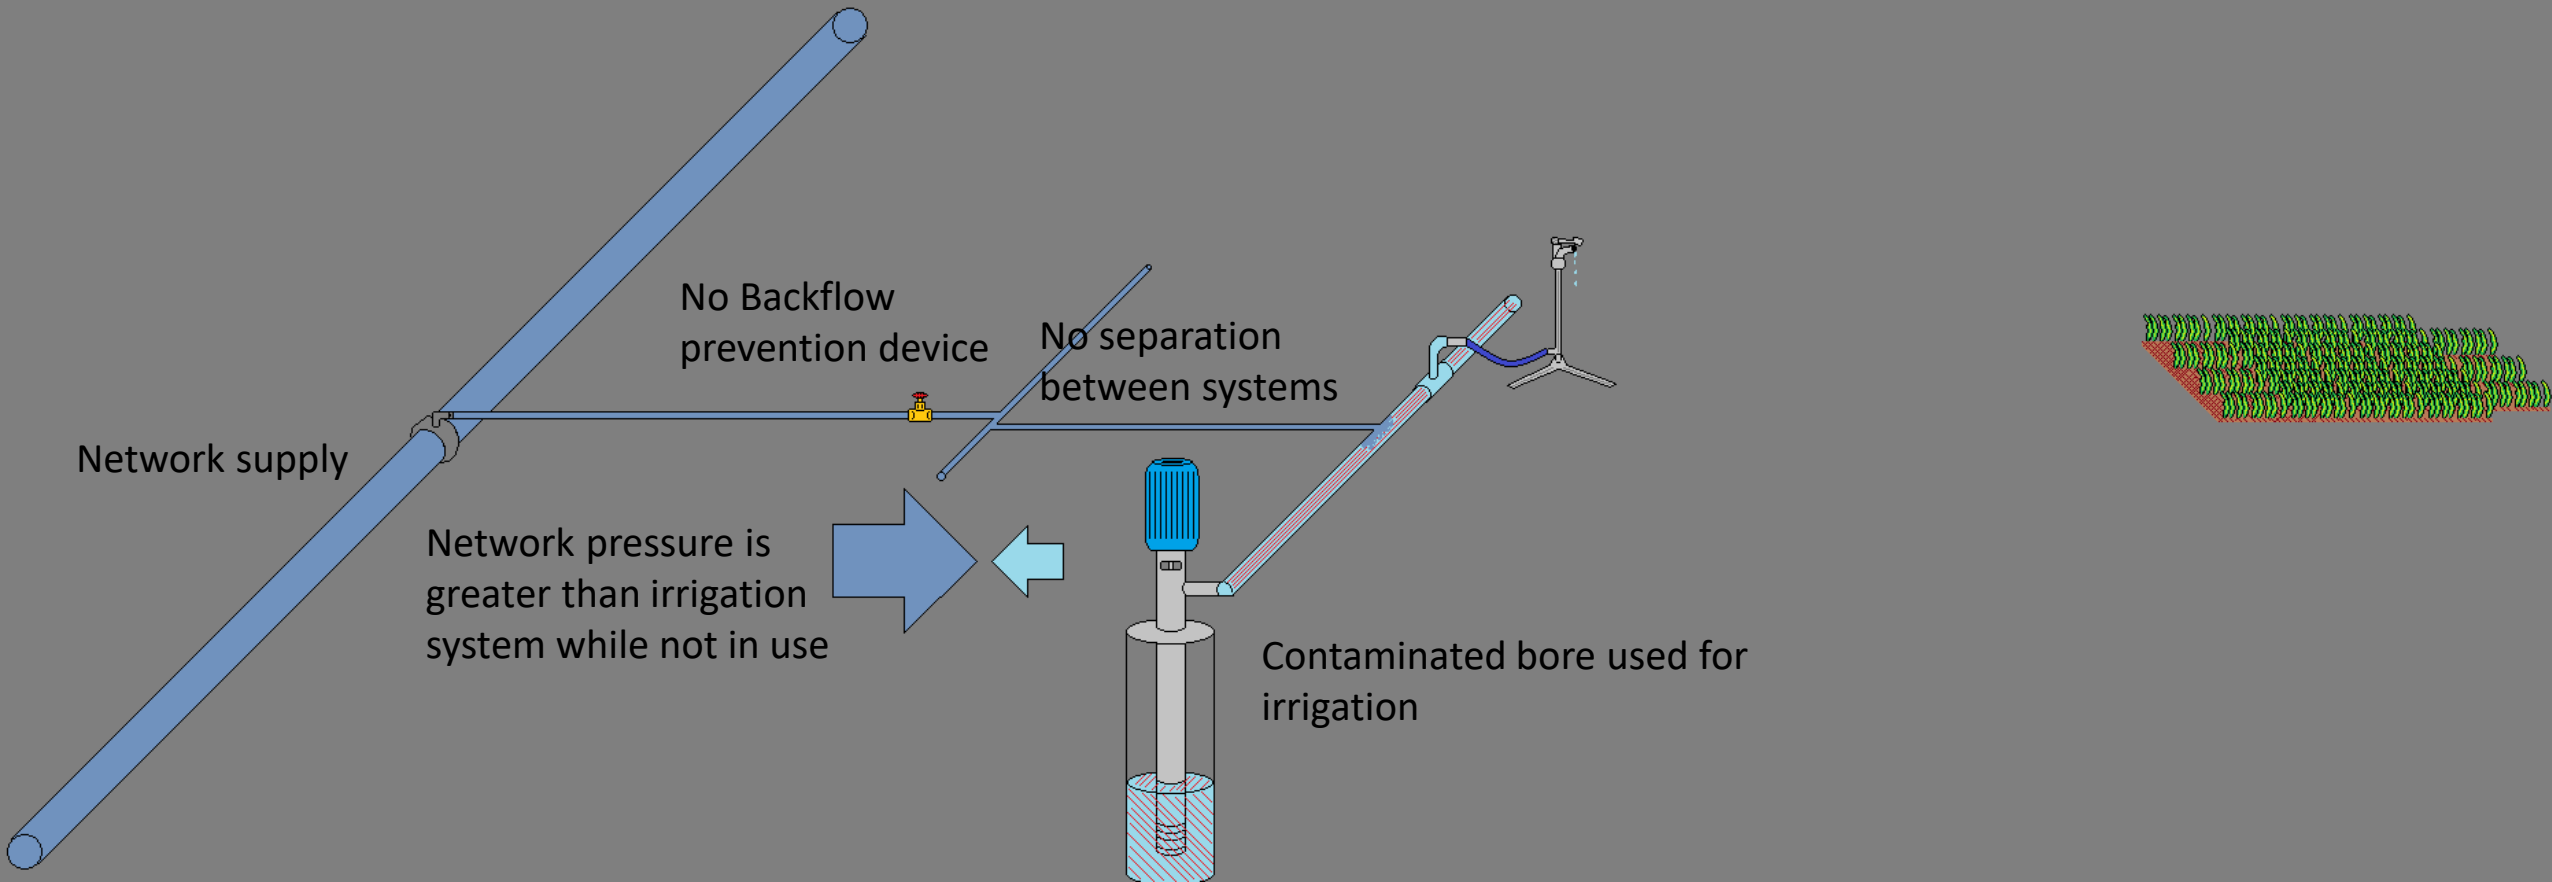 No Backflow
prevention device
No separation
between systems
Network supply
Network pressure is
greater than irrigation
system while not in use
Contaminated bore used for
irrigation